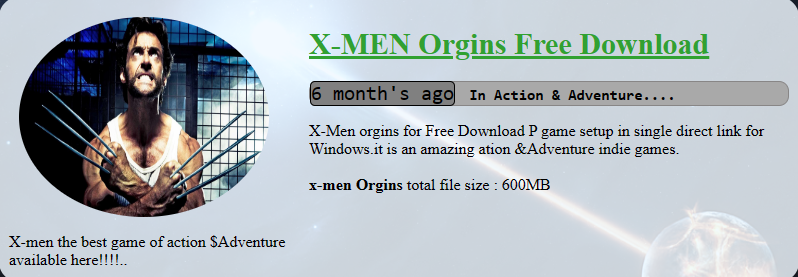 X-MEN Orgins Free Download
6 month's ago In Action & Adventure....
X-Men orgins for Free Download P game setup in single direct link for
Windows.it is an amazing ation &Adventure indie games.
x-men Orgins total file size : 600MB
X-men the best game of action $Adventure
available here!!!!..